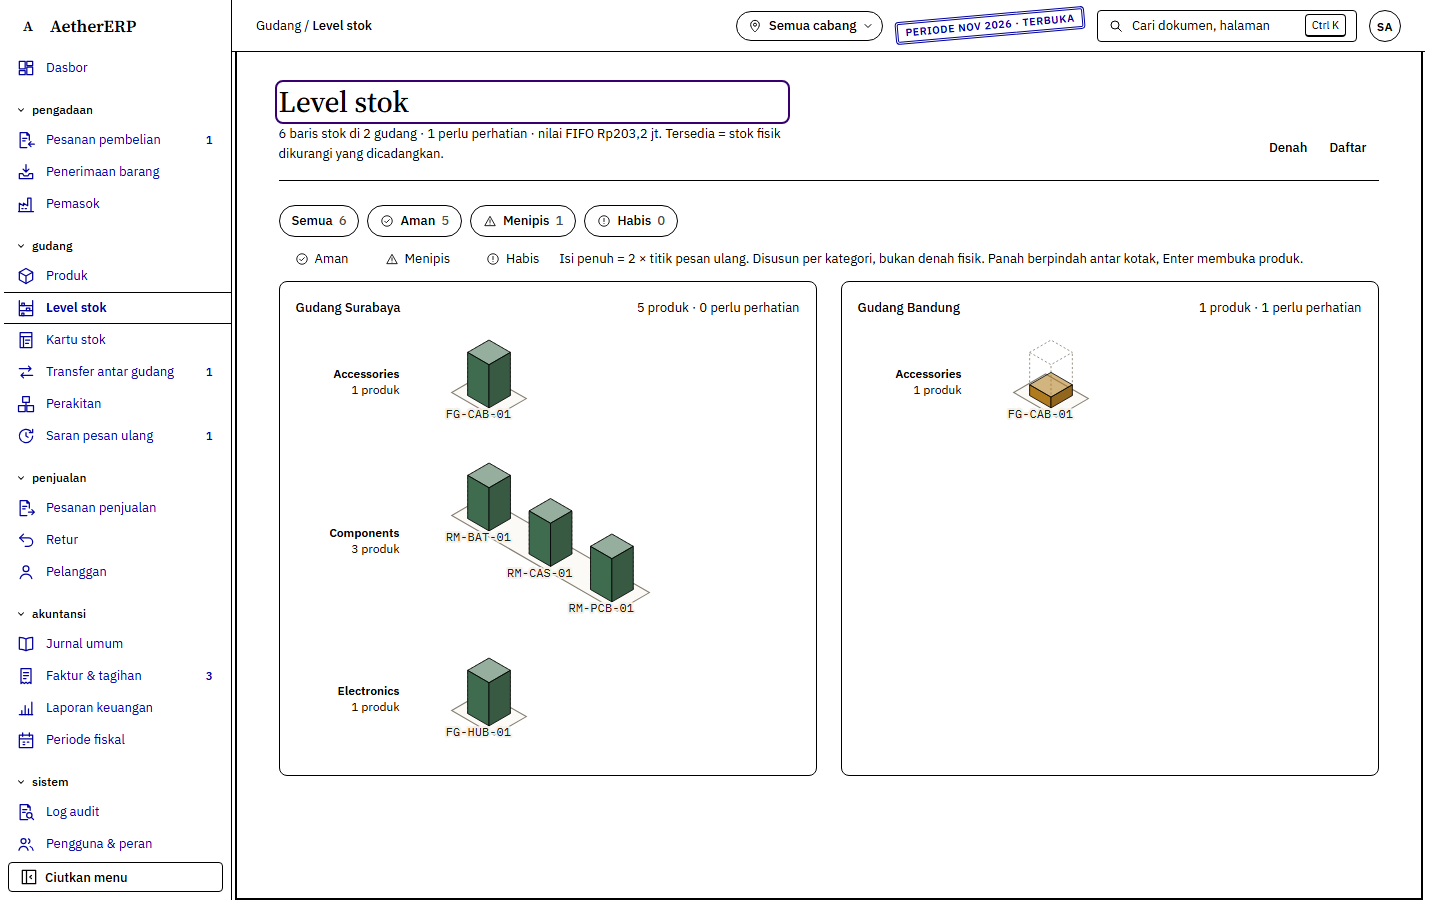 A AetherERP
Dasbor
pengadaan
Pesanan pembelian 1
Penerimaan barang
Pemasok
gudang
Produk
Level stok
Kartu stok
Transfer antar gudang 1
Perakitan
Saran pesan ulang 1
penjualan
Pesanan penjualan
Retur
Pelanggan
akuntansi
Jurnal umum
Faktur & tagihan 3
Laporan keuangan
Periode fiskal
sistem
Log audit
Pengguna & peran
Ciutkan menu
Gudang / Level stok
Semua cabang
PERIODE NOV 2026 · TERBUKA
Cari dokumen, halaman Ctrl K
SA
Level stok
6 baris stok di 2 gudang · 1 perlu perhatian · nilai FIFO Rp203,2 jt. Tersedia = stok fisik
dikurangi yang dicadangkan.
Denah Daftar
Semua 6 Aman 5 Menipis 1 Habis 0
Aman Menipis Habis Isi penuh = 2 × titik pesan ulang. Disusun per kategori, bukan denah fisik. Panah berpindah antar kotak, Enter membuka produk.
Gudang Surabaya 5 produk · 0 perlu perhatian
Accessories
1 produk
FG-CAB-01
Components
3 produk
RM-BAT-01
RM-CAS-01
RM-PCB-01
Electronics
1 produk
FG-HUB-01
Gudang Bandung 1 produk · 1 perlu perhatian
Accessories
1 produk
FG-CAB-01